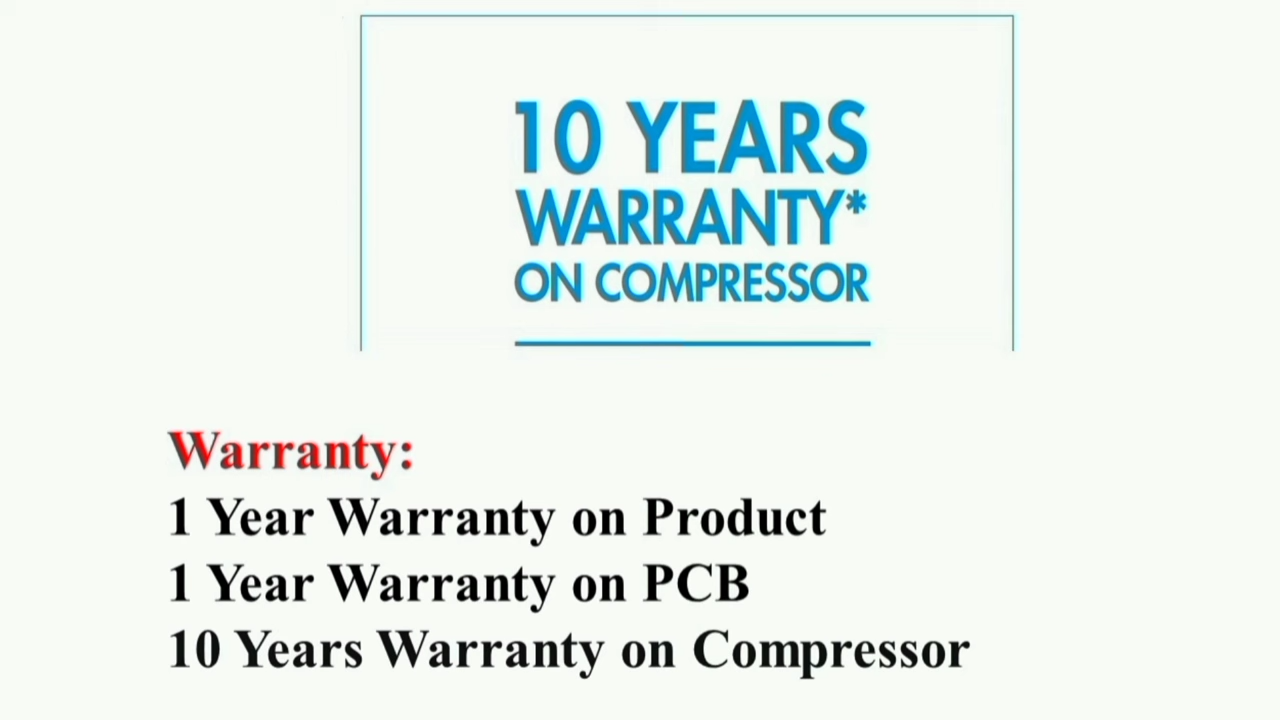 10 YEARS
WARRANTY*
ON COMPRESSOR
Warranty:
1 Year Warranty on Product
1 Year Warranty on PCB
10 Years Warranty on Compressor